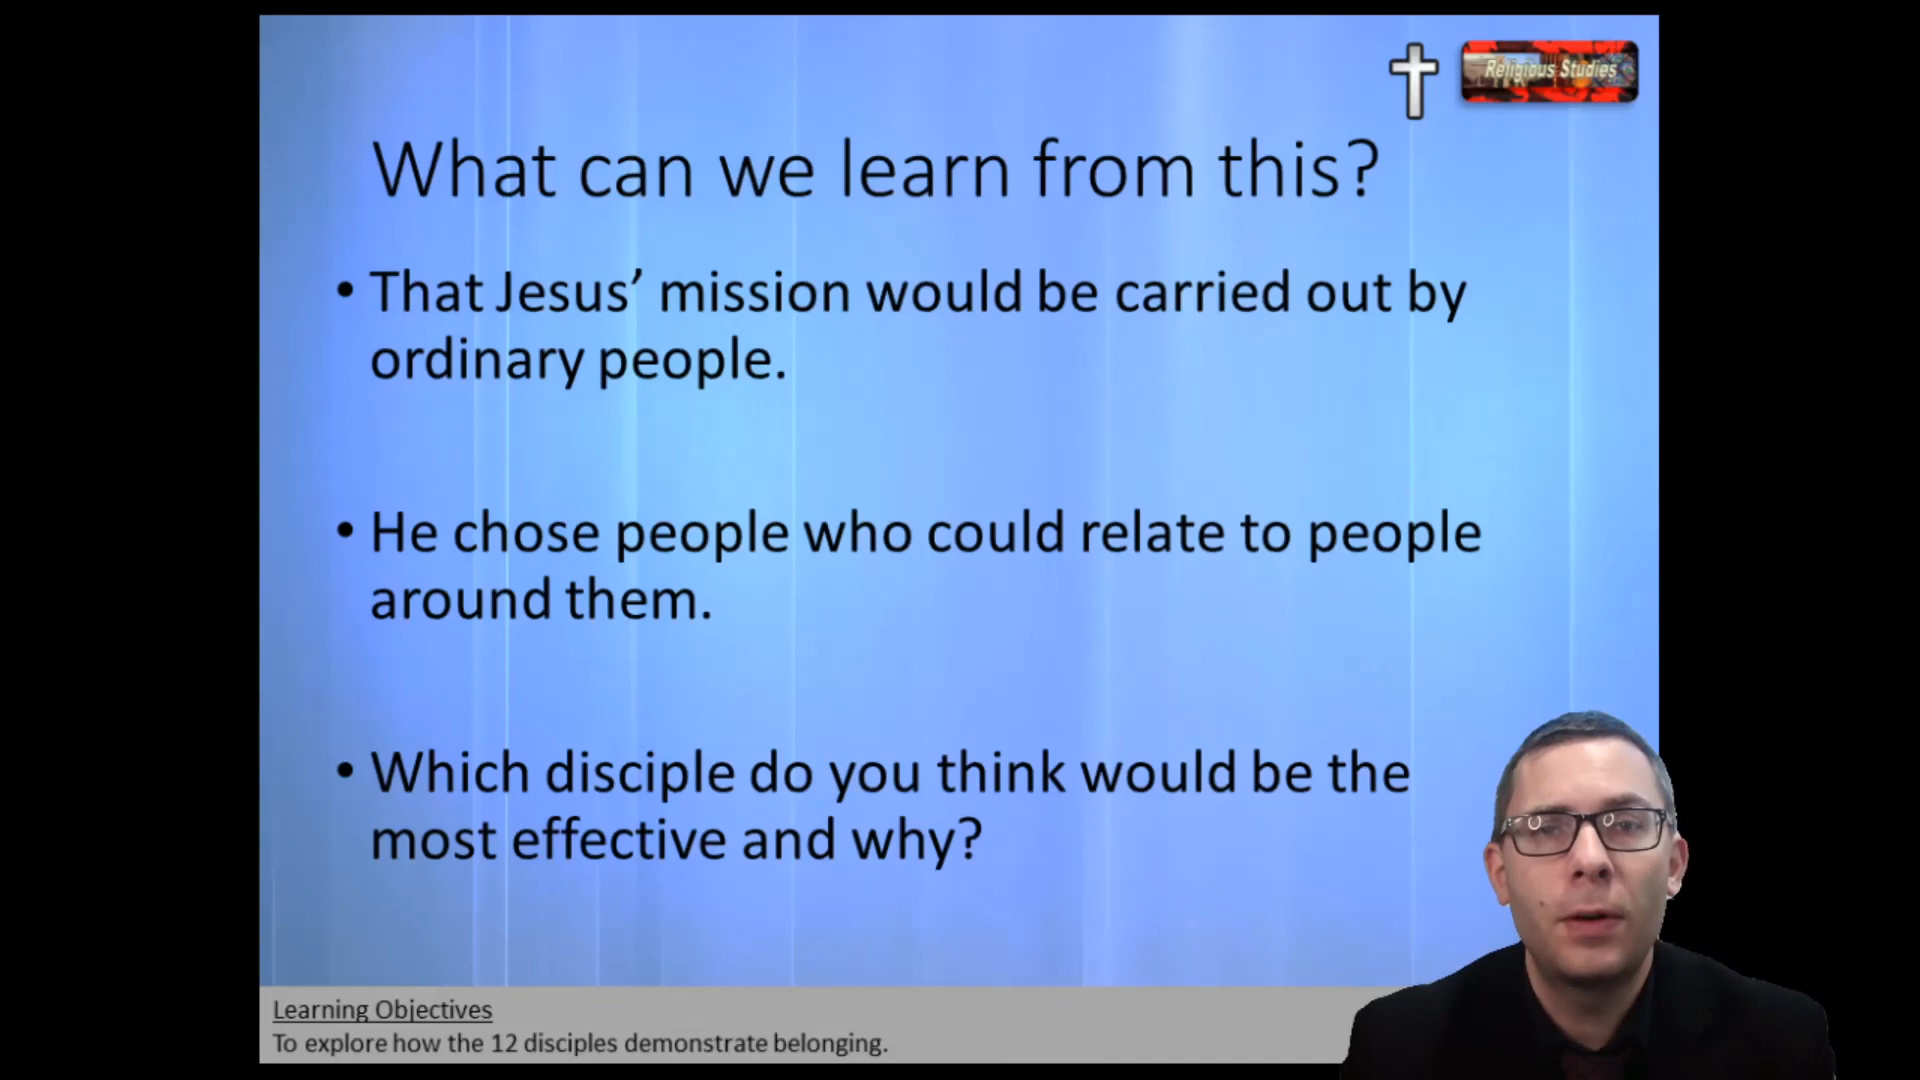 Religious Studies
What can we learn from this?
• That Jesus’ mission would be carried out by
ordinary people.
• He chose people who could relate to people
around them.
• Which disciple do you think would be the
most effective and why?
Learning Objectives
To explore how the 12 disciples demonstrate belonging.